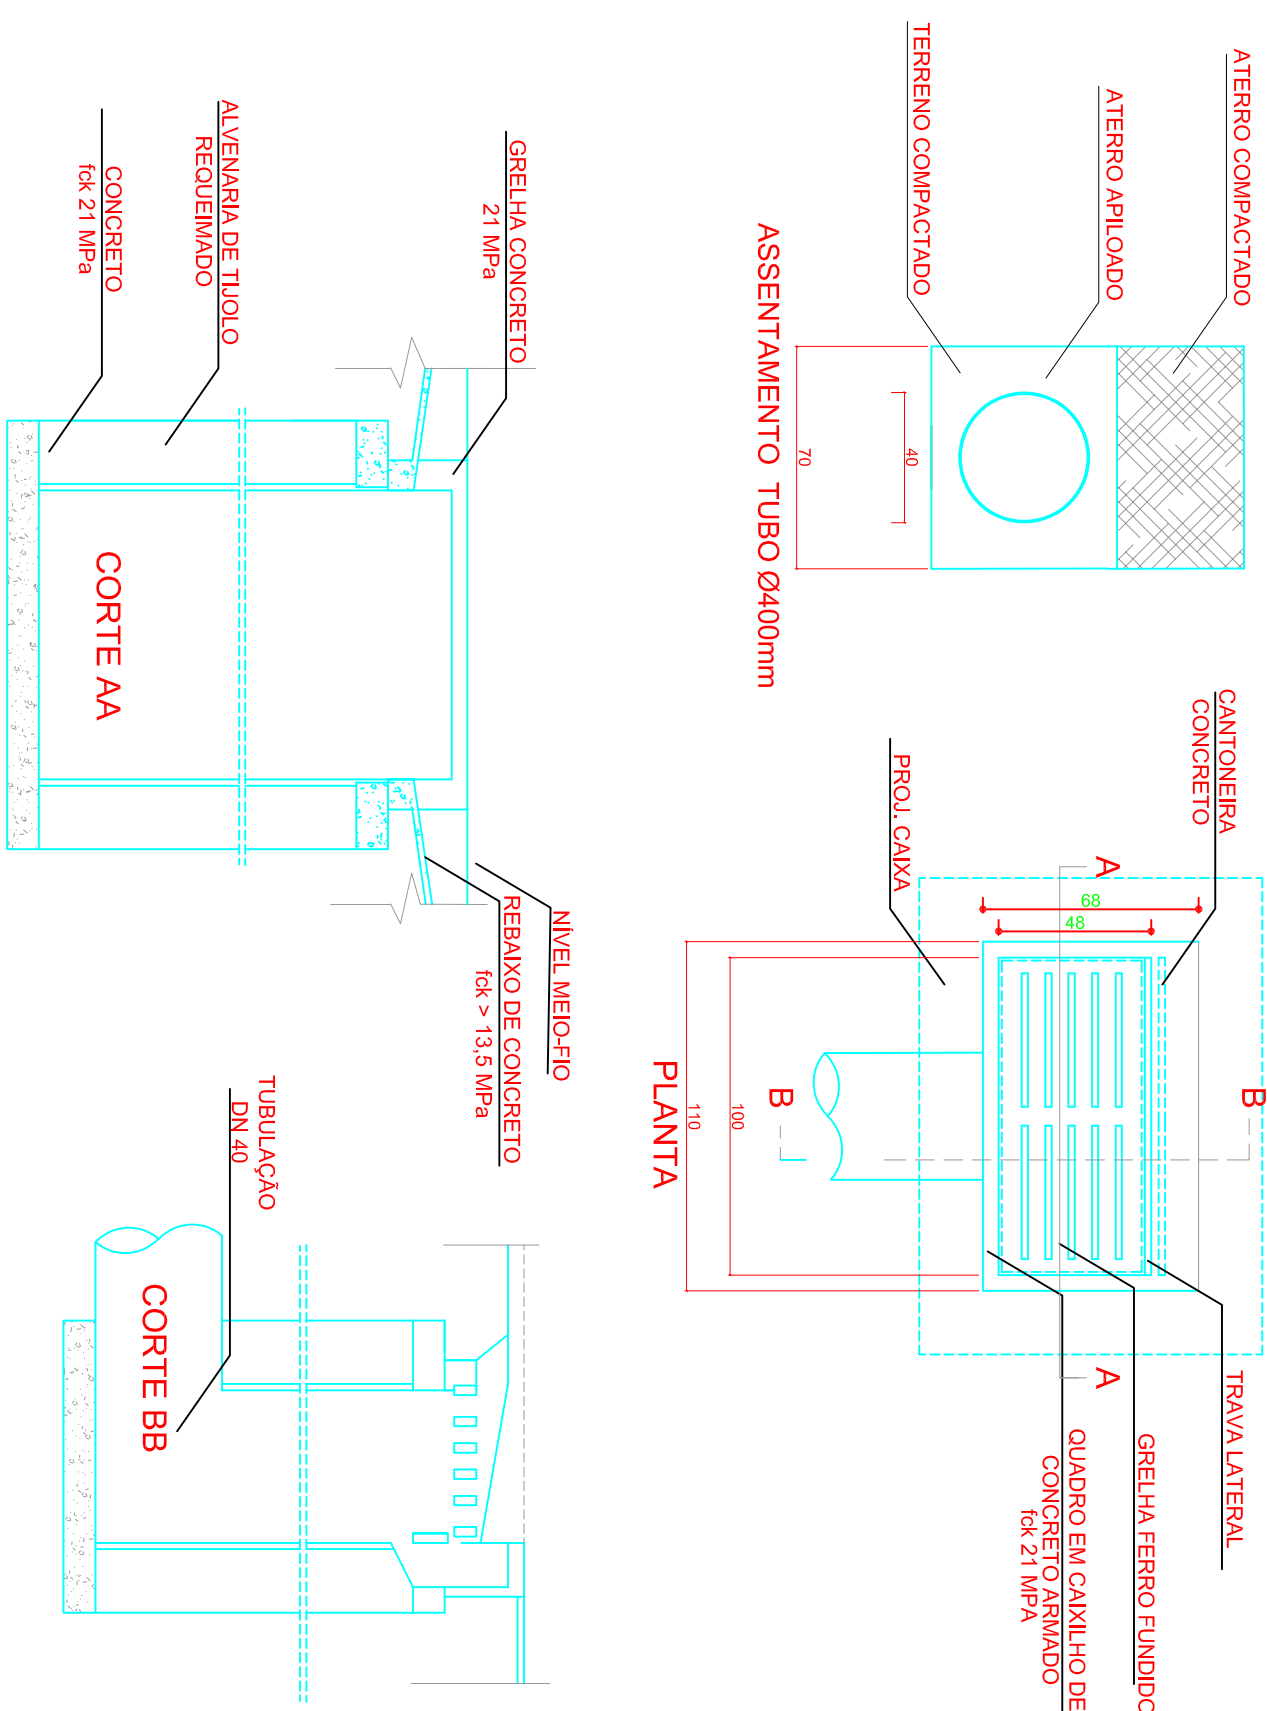 ATERRO COMPACTADO
ATERRO APILOADO
TERRENO COMPACTADO
40
70
ASSENTAMENTO TUBO Ø400mm
CANTONEIRA
CONCRETO
PROJ. CAIXA
A
A
B
B
68
48
100
110
PLANTA
TRAVA LATERAL
GRELHA FERRO FUNDIDO
QUADRO EM CAIXILHO DE
CONCRETO ARMADO
fck 21 MPA
GRELHA CONCRETO
21 MPa
ALVENARIA DE TIJOLO
REQUEIMADO
CONCRETO
fck 21 MPa
CORTE AA
NÍVEL MEIO-FIO
REBAIXO DE CONCRETO
fck > 13,5 MPa
TUBULAÇÃO
DN 40
CORTE BB